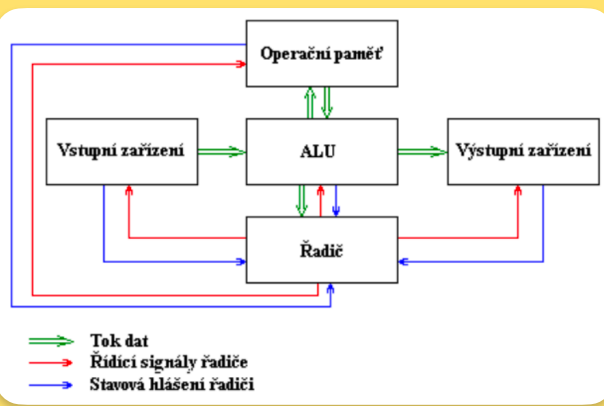 Operační paměť
Vstupní zařízení
ALU
Výstupní zařízení
Řadič
Tok dat
Řídící signály řadiče
Stavová hlášení řadiči